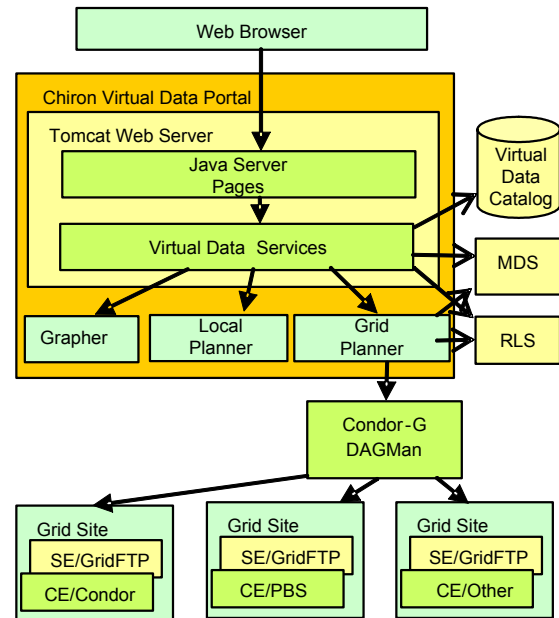 Web Browser
Chiron Virtual Data Portal
Tomcat Web Server
Java Server
Pages
Virtual Data Services
Virtual
Data
Catalog
MDS
RLS
Grapher
Local
Planner
Grid
Planner
Condor-G
DAGMan
Grid Site
SE/GridFTP
CE/Condor
Grid Site
SE/GridFTP
CE/PBS
Grid Site
SE/GridFTP
CE/Other